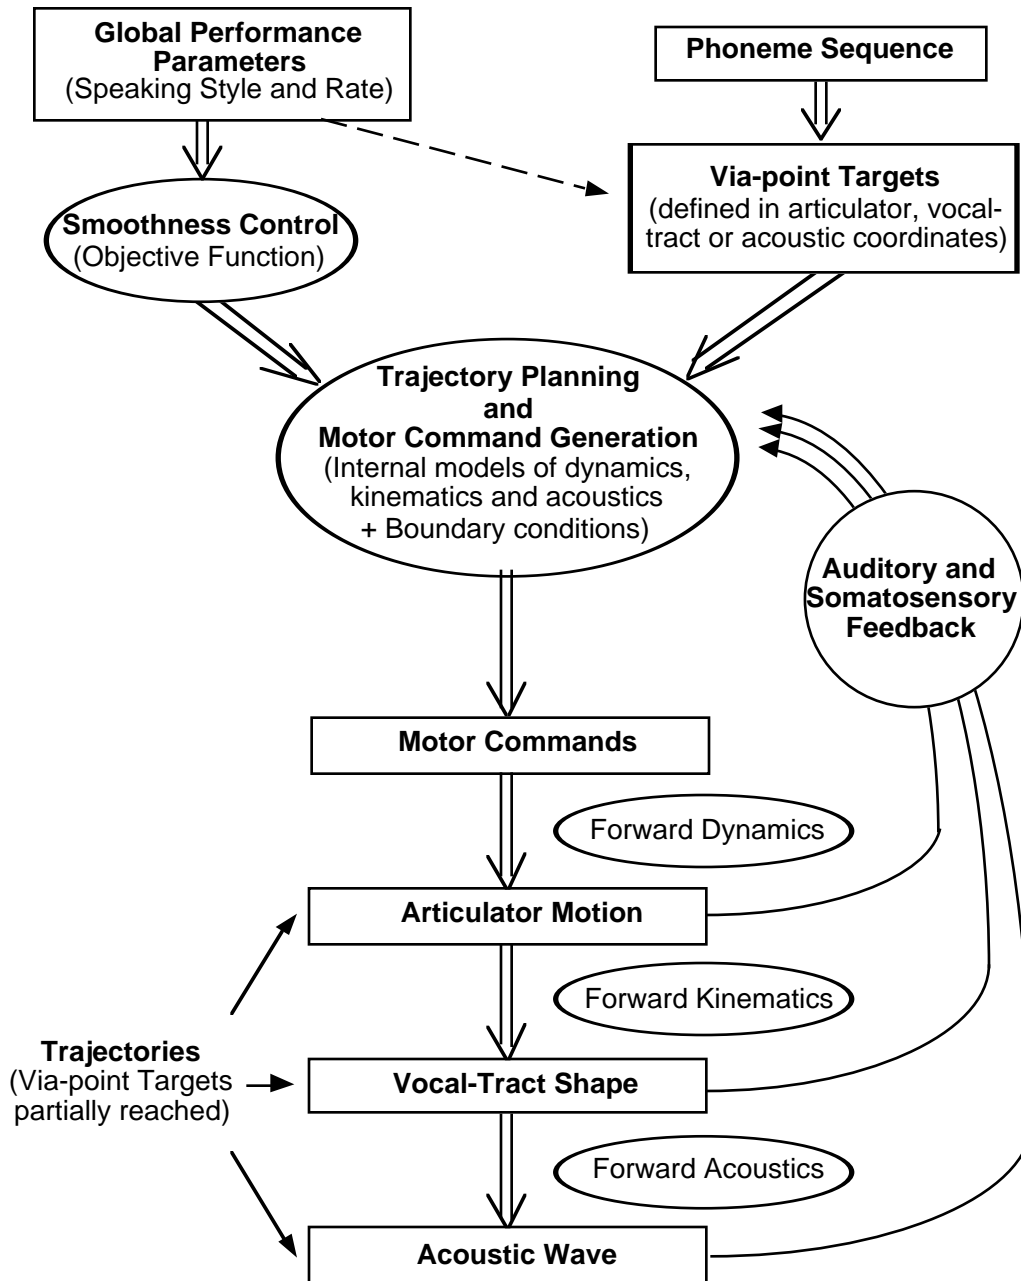 Global Performance
Parameters
(Speaking Style and Rate)
Phoneme Sequence
Via-point Targets
(defined in articulator, vocal-
tract or acoustic coordinates)
Smoothness Control
(Objective Function)
Trajectory Planning
and
Motor Command Generation
(Internal models of dynamics,
kinematics and acoustics
+ Boundary conditions)
Auditory and
Somatosensory
Feedback
Motor Commands
Forward Dynamics
Articulator Motion
Forward Kinematics
Trajectories
(Via-point Targets
partially reached)
Vocal-Tract Shape
Forward Acoustics
Acoustic Wave